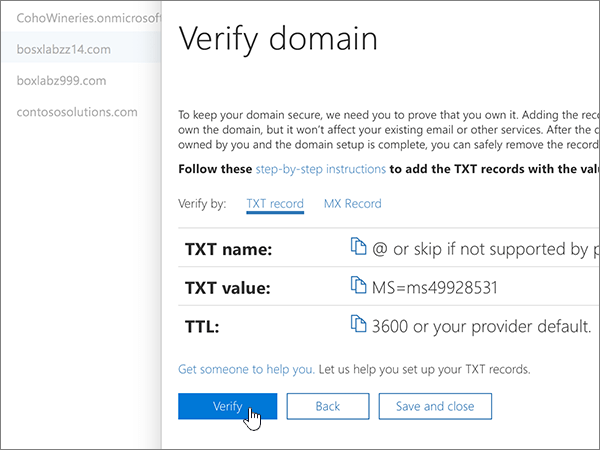 CohoWineries.onmicrosoft
bosxlabzz14.com
boxlabz999.com
contososolutions.com
Verify domain
To keep your domain secure, we need you to prove that you own it. Adding the reco
own the domain, but it won't affect your existing email or other services. After the d
owned by you and the domain setup is complete, you can safely remove the record
Follow these step-by-step instructions to add the TXT records with the valu
Verify by: TXT record MX Record
TXT name: @ or skip if not supported by p
TXT value: MS=ms49928531
TTL: 3600 or your provider default.
Get someone to help you. Let us help you set up your TXT records.
Verify Back Save and close